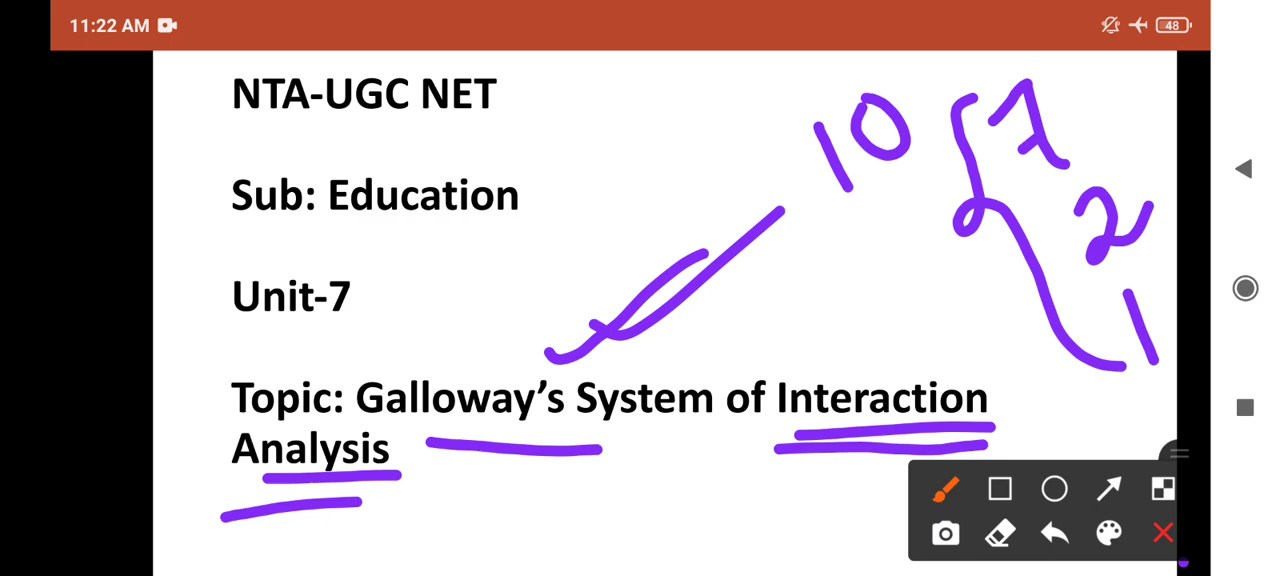 11:22 AM
48
NTA-UGC NET
10 { 7
Sub: Education
2
Unit-7
1
Topic: Galloway's System of Interaction
Analysis